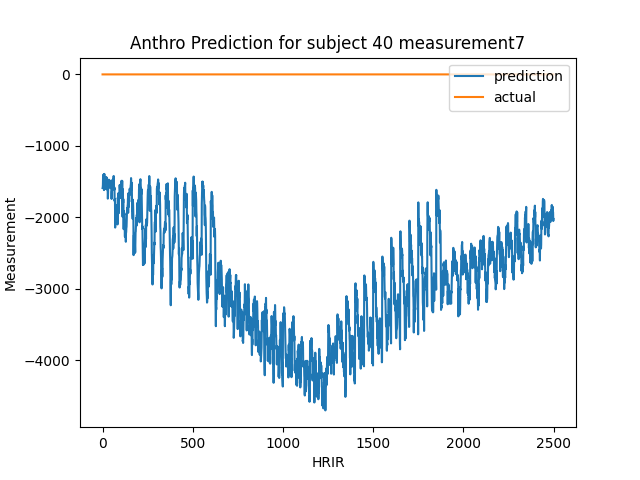 Anthro Prediction for subject 40 measurement7
prediction
actual
0
−1000
−2000
−3000
−4000
Measurement
0 500 1000 1500 2000 2500
HRIR